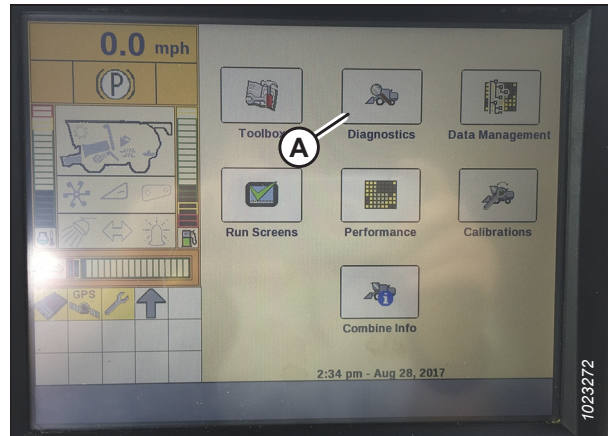 0.0 mph
(P)
Toolbox
Diagnostics
Data Management
A
Run Screens
Performance
Calibrations
GPS
Combine Info
2:34 pm - Aug 28, 2017
1023272